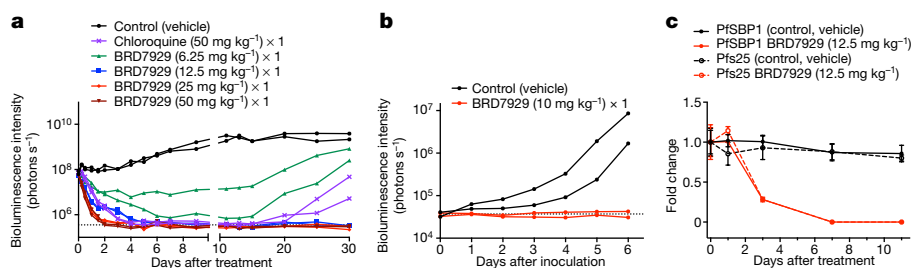 a
Control (vehicle)
Chloroquine (50 mg kg⁻¹) × 1
BRD7929 (6.25 mg kg⁻¹) × 1
BRD7929 (12.5 mg kg⁻¹) × 1
BRD7929 (25 mg kg⁻¹) × 1
BRD7929 (50 mg kg⁻¹) × 1
Bioluminescence intensity
(photons s⁻¹)
10¹⁰
10⁸
10⁶
0 2 4 6 8 10 20 30
Days after treatment
b
Control (vehicle)
BRD7929 (10 mg kg⁻¹) × 1
Bioluminescence intensity
(photons s⁻¹)
10⁷
10⁶
10⁵
10⁴
0 1 2 3 4 5 6
Days after inoculation
c
PfSBP1 (control, vehicle)
PfSBP1 BRD7929 (12.5 mg kg⁻¹)
Pfs25 (control, vehicle)
Pfs25 BRD7929 (12.5 mg kg⁻¹)
Fold change
1.5
1.0
0.5
0
0 2 4 6 8 10
Days after treatment